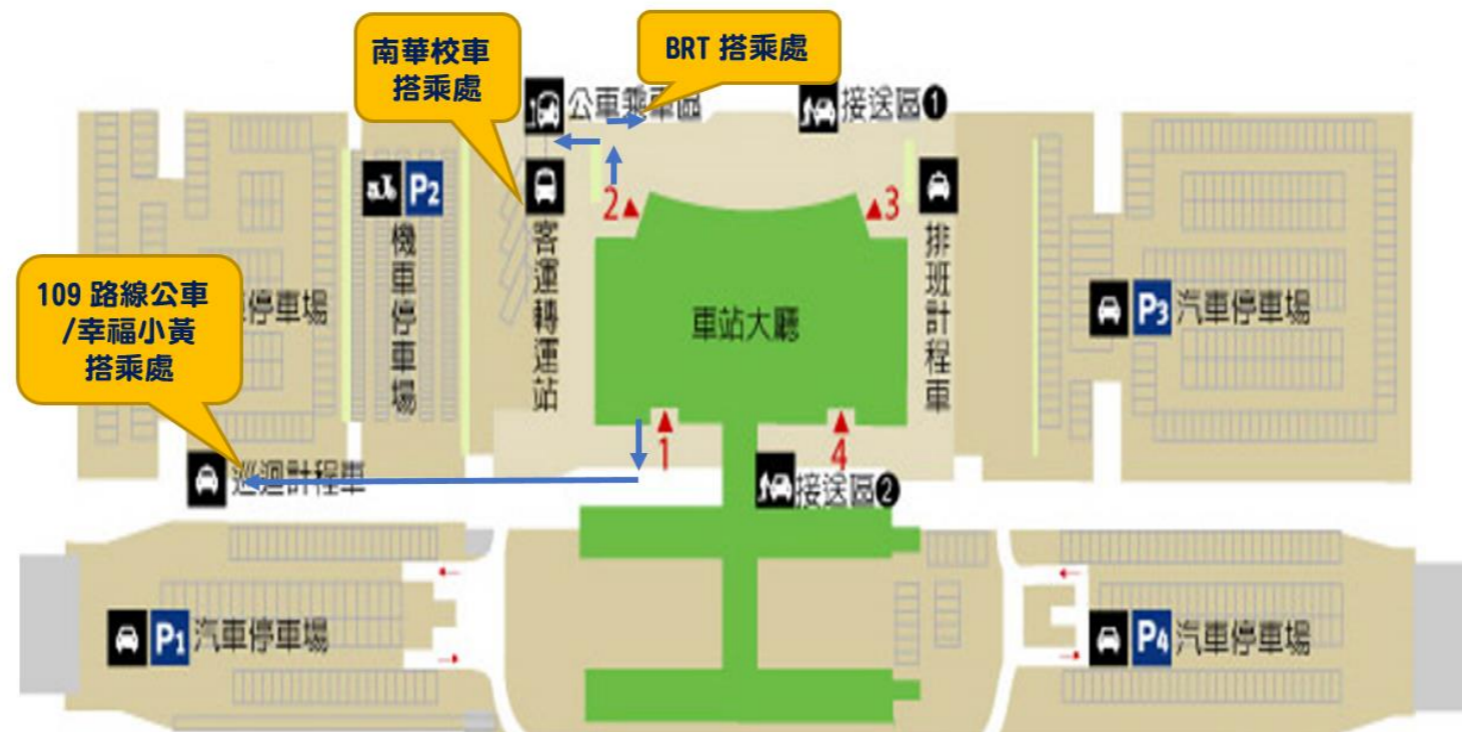 南華校車
搭乘處
BRT 搭乘處
公車乘車區
接送區❶
P2
機車停車場
2
3
客運轉運站
排班計程車
109 路線公車
/幸福小黃
搭乘處
停車場
車站大廳
P3 汽車停車場
1
4
巡迴計程車
接送區❷
P1 汽車停車場
P4 汽車停車場